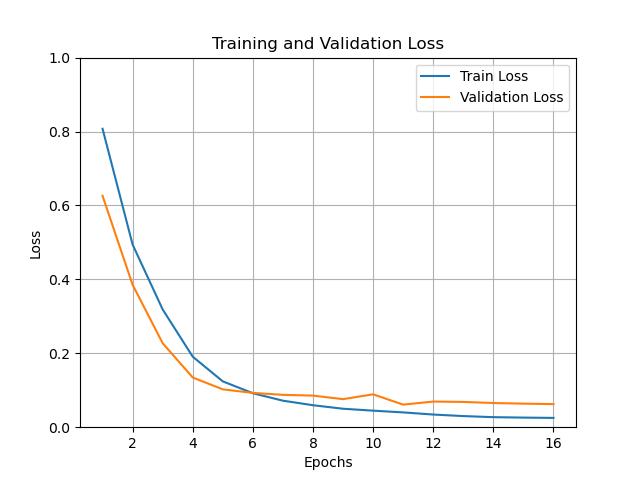 Training and Validation Loss
Train Loss
Validation Loss
1.0
0.8
0.6
0.4
0.2
0.0
Loss
2 4 6 8 10 12 14 16
Epochs